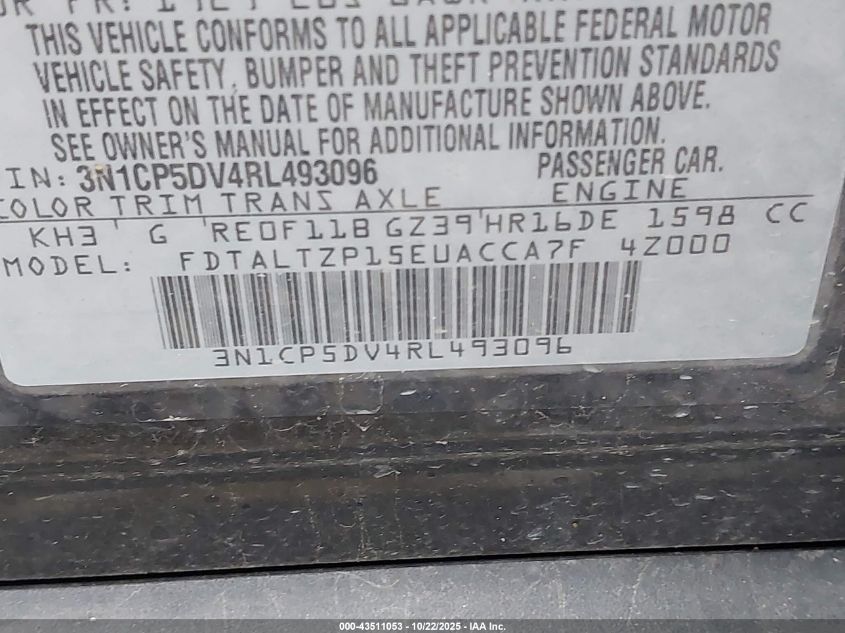 THIS VEHICLE CONFORMS TO ALL APPLICABLE FEDERAL MOTOR
VEHICLE SAFETY, BUMPER AND THEFT PREVENTION STANDARDS
IN EFFECT ON THE DATE OF MANUFACTURE SHOWN ABOVE.
SEE OWNER'S MANUAL FOR ADDITIONAL INFORMATION.
IN: 3N1CP5DV4RL493096 PASSENGER CAR.
COLOR TRIM TRANS AXLE ENGINE
KH3 G RE0F11B GZ39 HR16DE 1598 CC
MODEL: FDTALTZP15EUACCA7F 4Z000
3N1CP5DV4RL493096
000-43511053 - 10/22/2025 - IAA Inc.